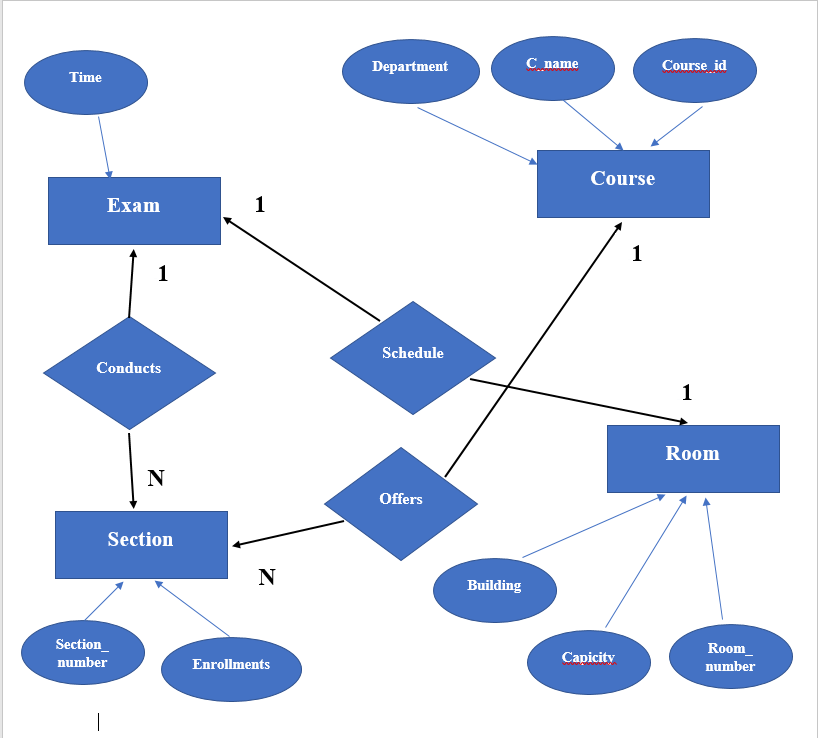 Time
Department
C_name
Course_id
Exam
Course
1
1
1
Conducts
Schedule
1
N
Offers
Room
Section
N
Building
Section_
number
Enrollments
Capicity
Room_
number